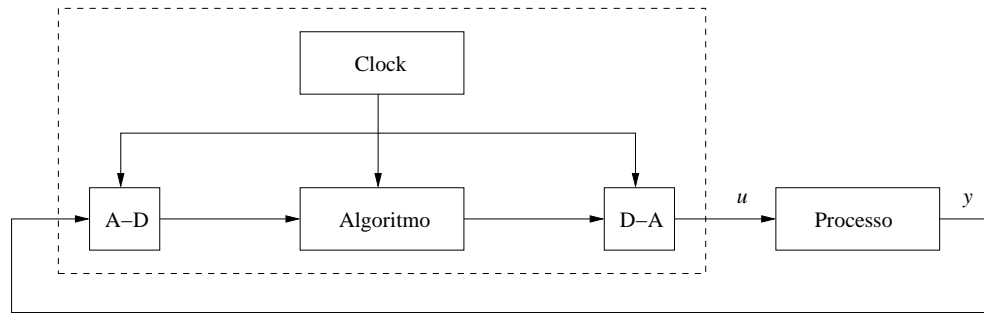 Clock
A–D
Algoritmo
D–A
u
Processo
y